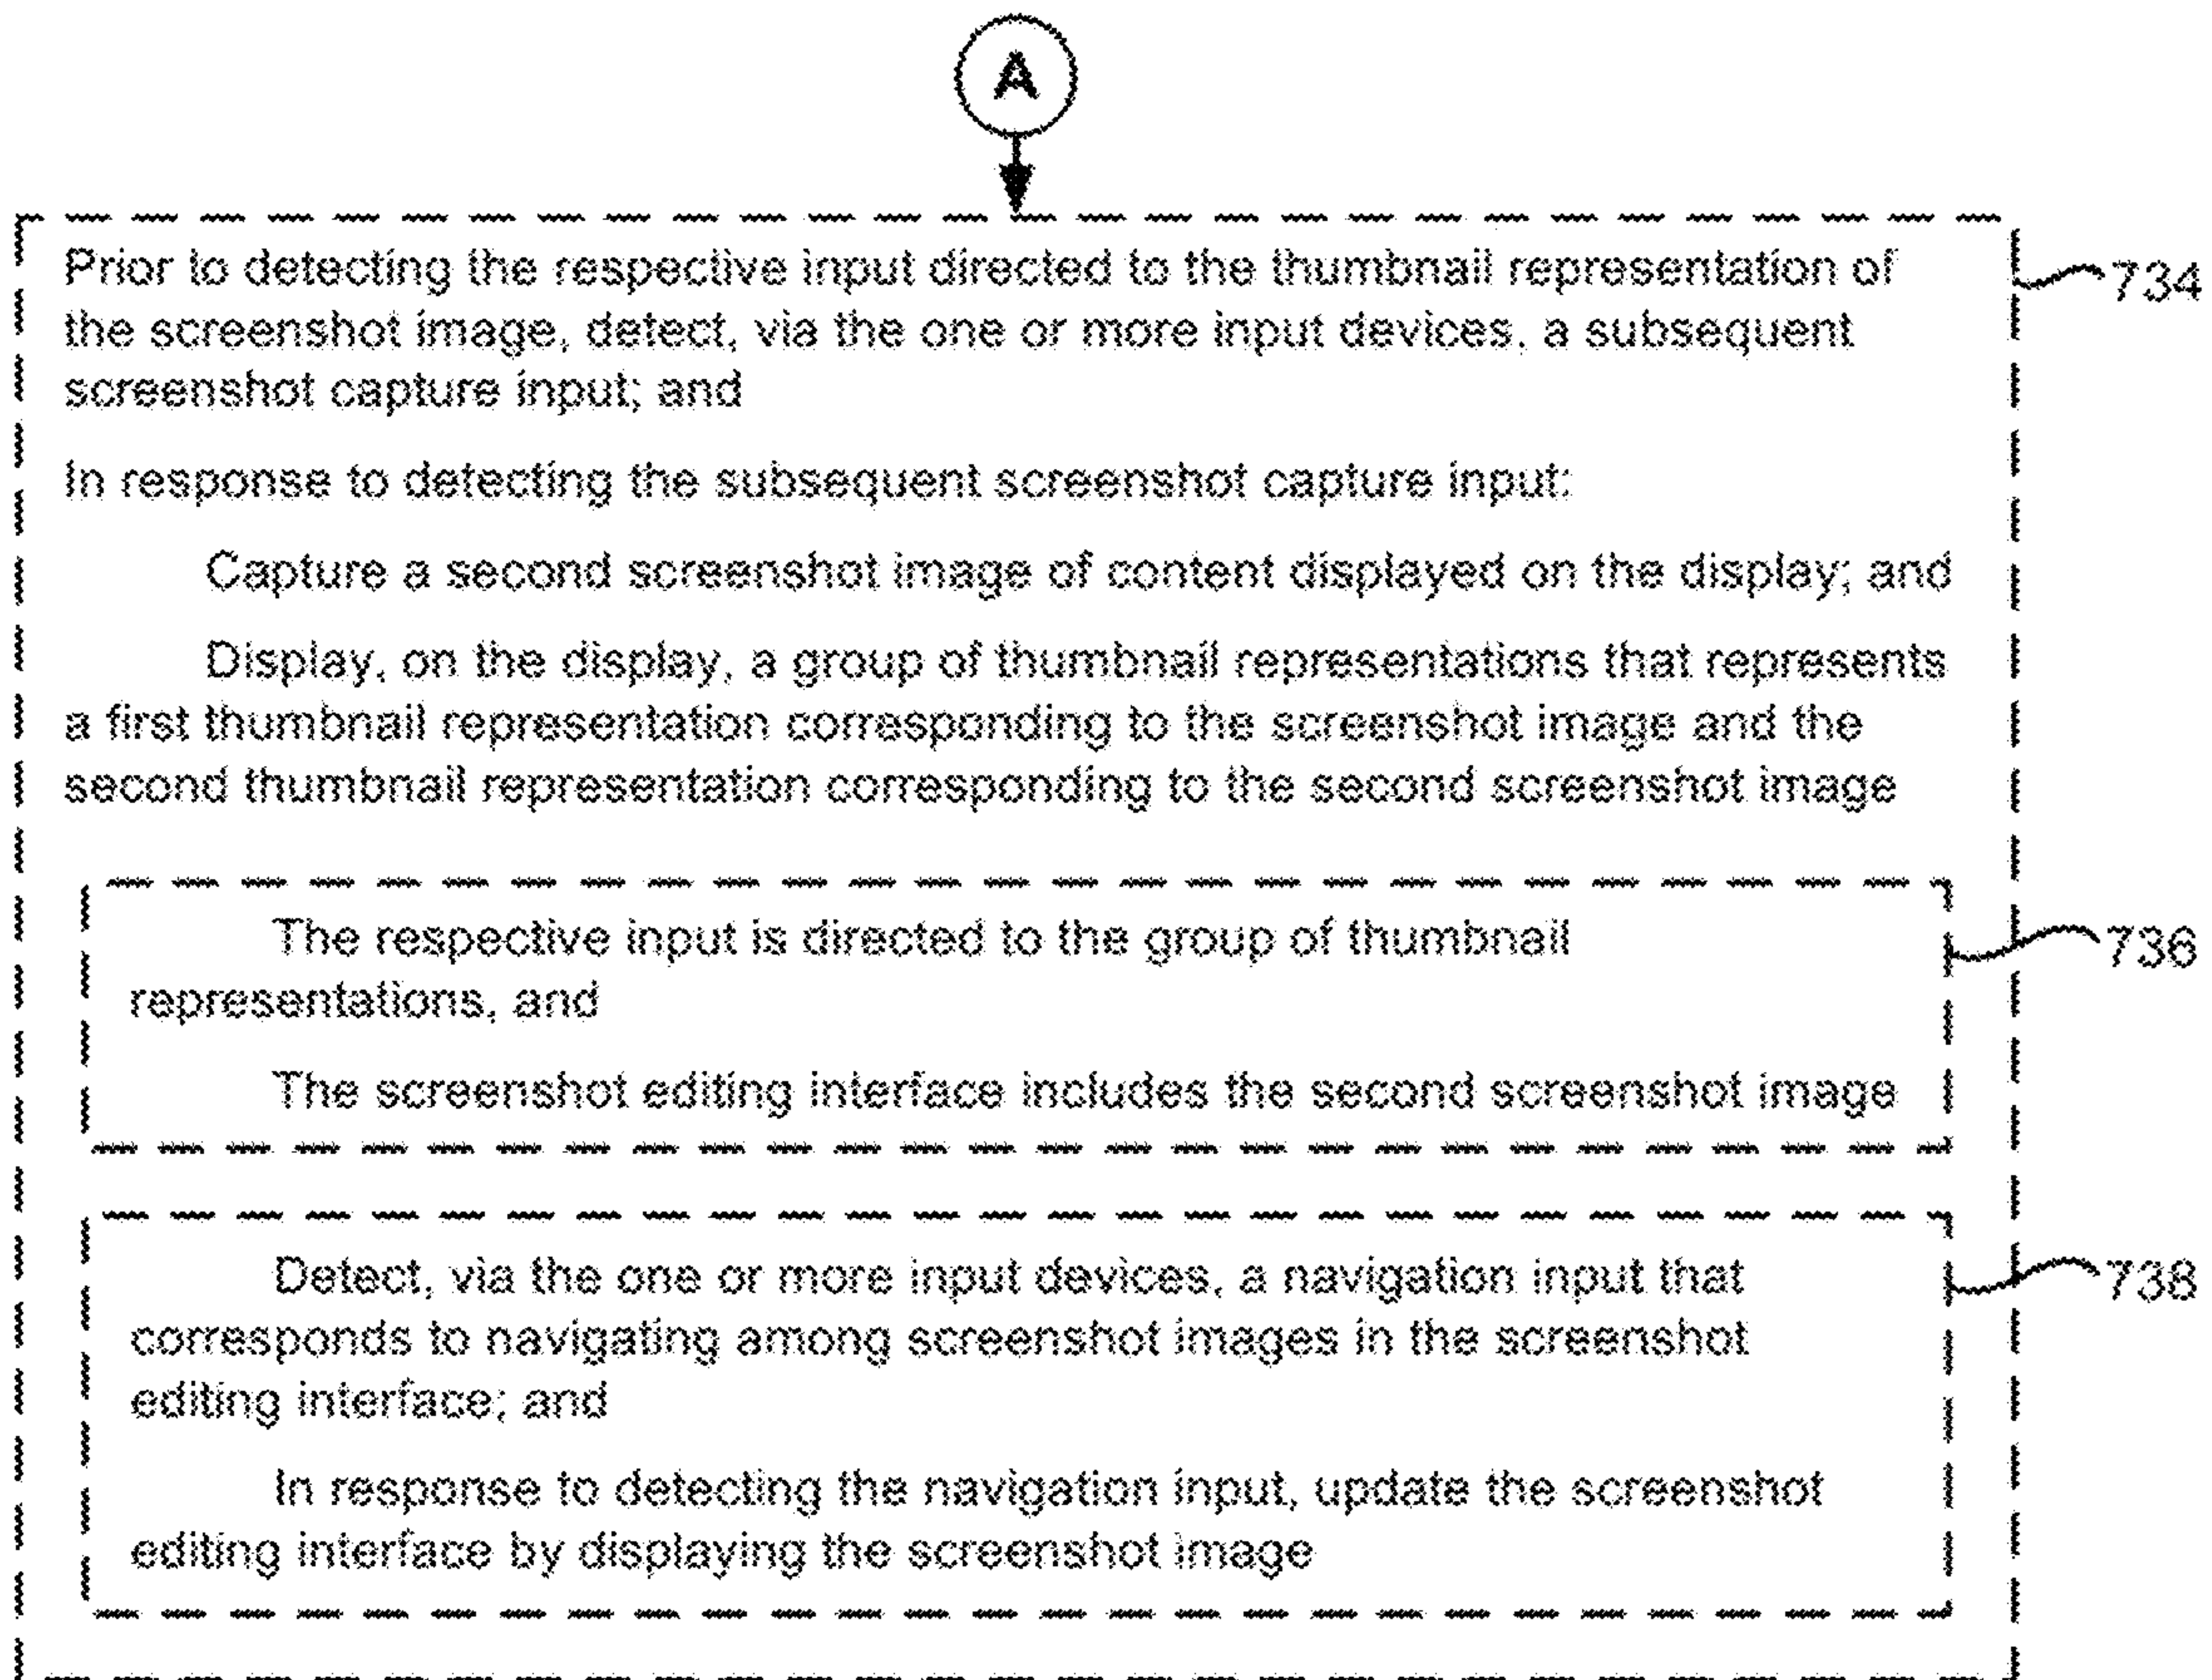 A
Prior to detecting the respective input directed to the thumbnail representation of
the screenshot image, detect, via the one or more input devices, a subsequent
screenshot capture input; and
734
In response to detecting the subsequent screenshot capture input:
Capture a second screenshot image of content displayed on the display; and
Display, on the display, a group of thumbnail representations that represents
a first thumbnail representation corresponding to the screenshot image and the
second thumbnail representation corresponding to the second screenshot image
The respective input is directed to the group of thumbnail
representations, and
736
The screenshot editing interface includes the second screenshot image
Detect, via the one or more input devices, a navigation input that
corresponds to navigating among screenshot images in the screenshot
editing interface; and
738
In response to detecting the navigation input, update the screenshot
editing interface by displaying the screenshot image